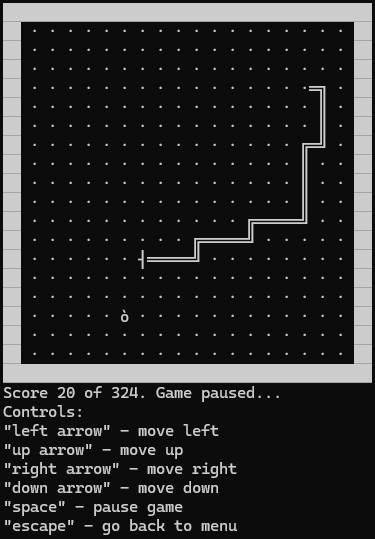 ò
Score 20 of 324. Game paused...
Controls:
"left arrow" – move left
"up arrow" – move up
"right arrow" – move right
"down arrow" – move down
"space" – pause game
"escape" – go back to menu